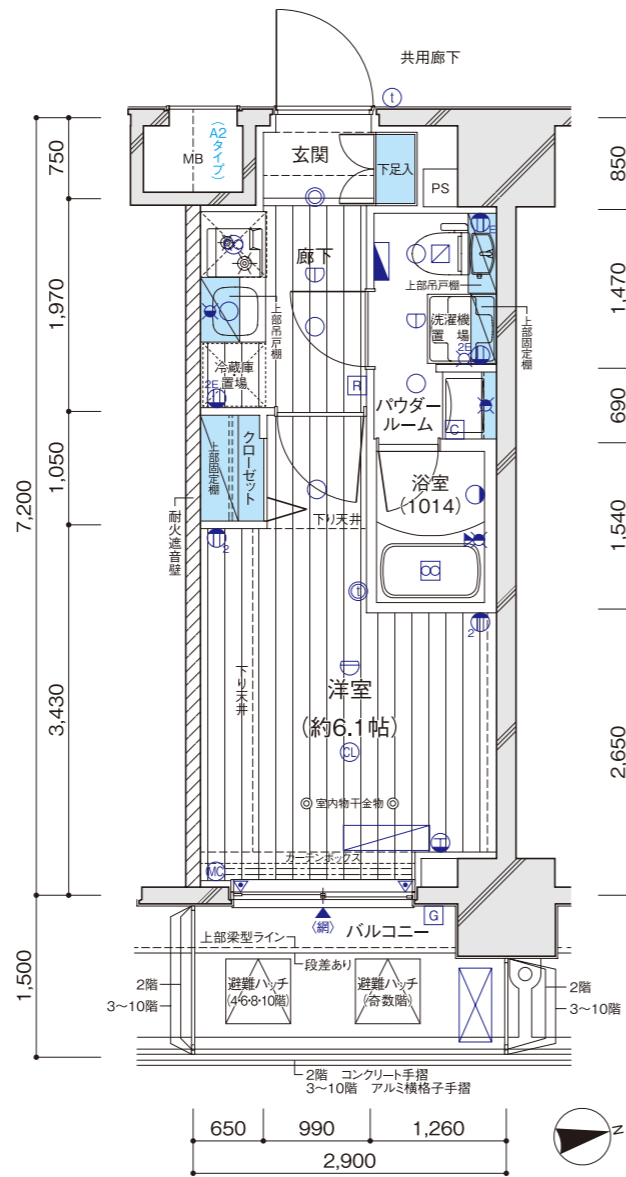 共用廊下
t
MB
(A2タイプ)
玄関
下足入
PS
廊下
E
上部吊戸棚
上部吊戸棚
洗濯機置場
2E
上部固定棚
冷蔵庫置場
2E
R
パウダールーム
C
クローゼット
上部固定棚
浴室
(1014)
下り天井
耐火遮音壁
2
t
2
2
下り天井
洋室
(約6.1帖)
CL
室内物干金物
カーテンボックス
MC
〈網〉
バルコニー
G
上部梁型ライン
段差あり
避難ハッチ
(4・6・8・10階)
避難ハッチ
(奇数階)
2階
3〜10階
2階
3〜10階
2階 コンクリート手摺
3〜10階 アルミ横格子手摺
750
1,970
1,050
3,430
7,200
1,500
850
1,470
690
1,540
2,650
650
990
1,260
2,900
N